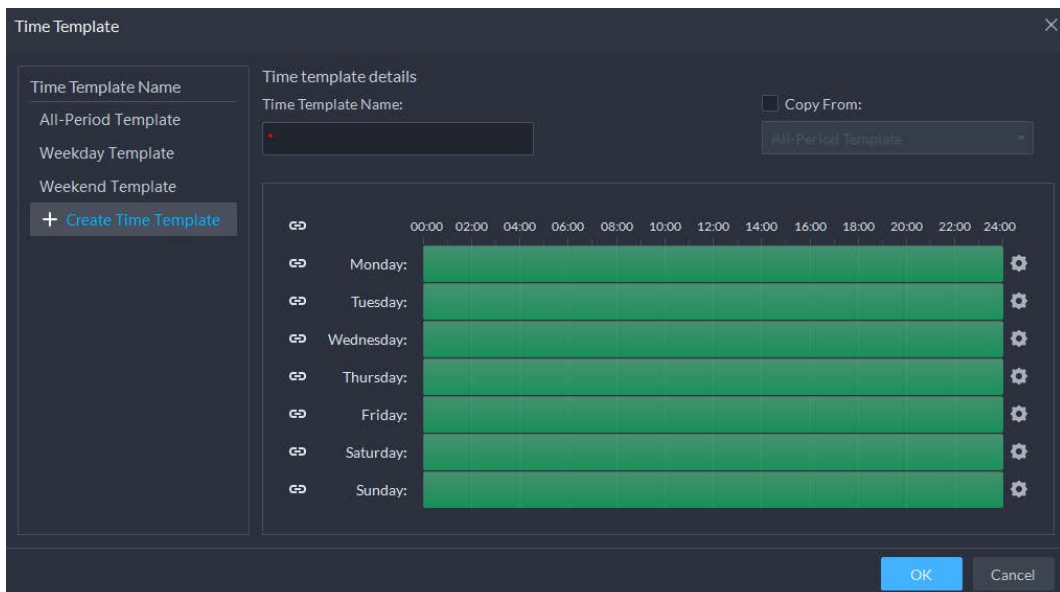 Time Template
Time Template Name
All-Period Template
Weekday Template
Weekend Template
+ Create Time Template
Time template details
Time Template Name:
*
Copy From:
All-Period Template
00:00 02:00 04:00 06:00 08:00 10:00 12:00 14:00 16:00 18:00 20:00 22:00 24:00
Monday:
Tuesday:
Wednesday:
Thursday:
Friday:
Saturday:
Sunday:
OK Cancel